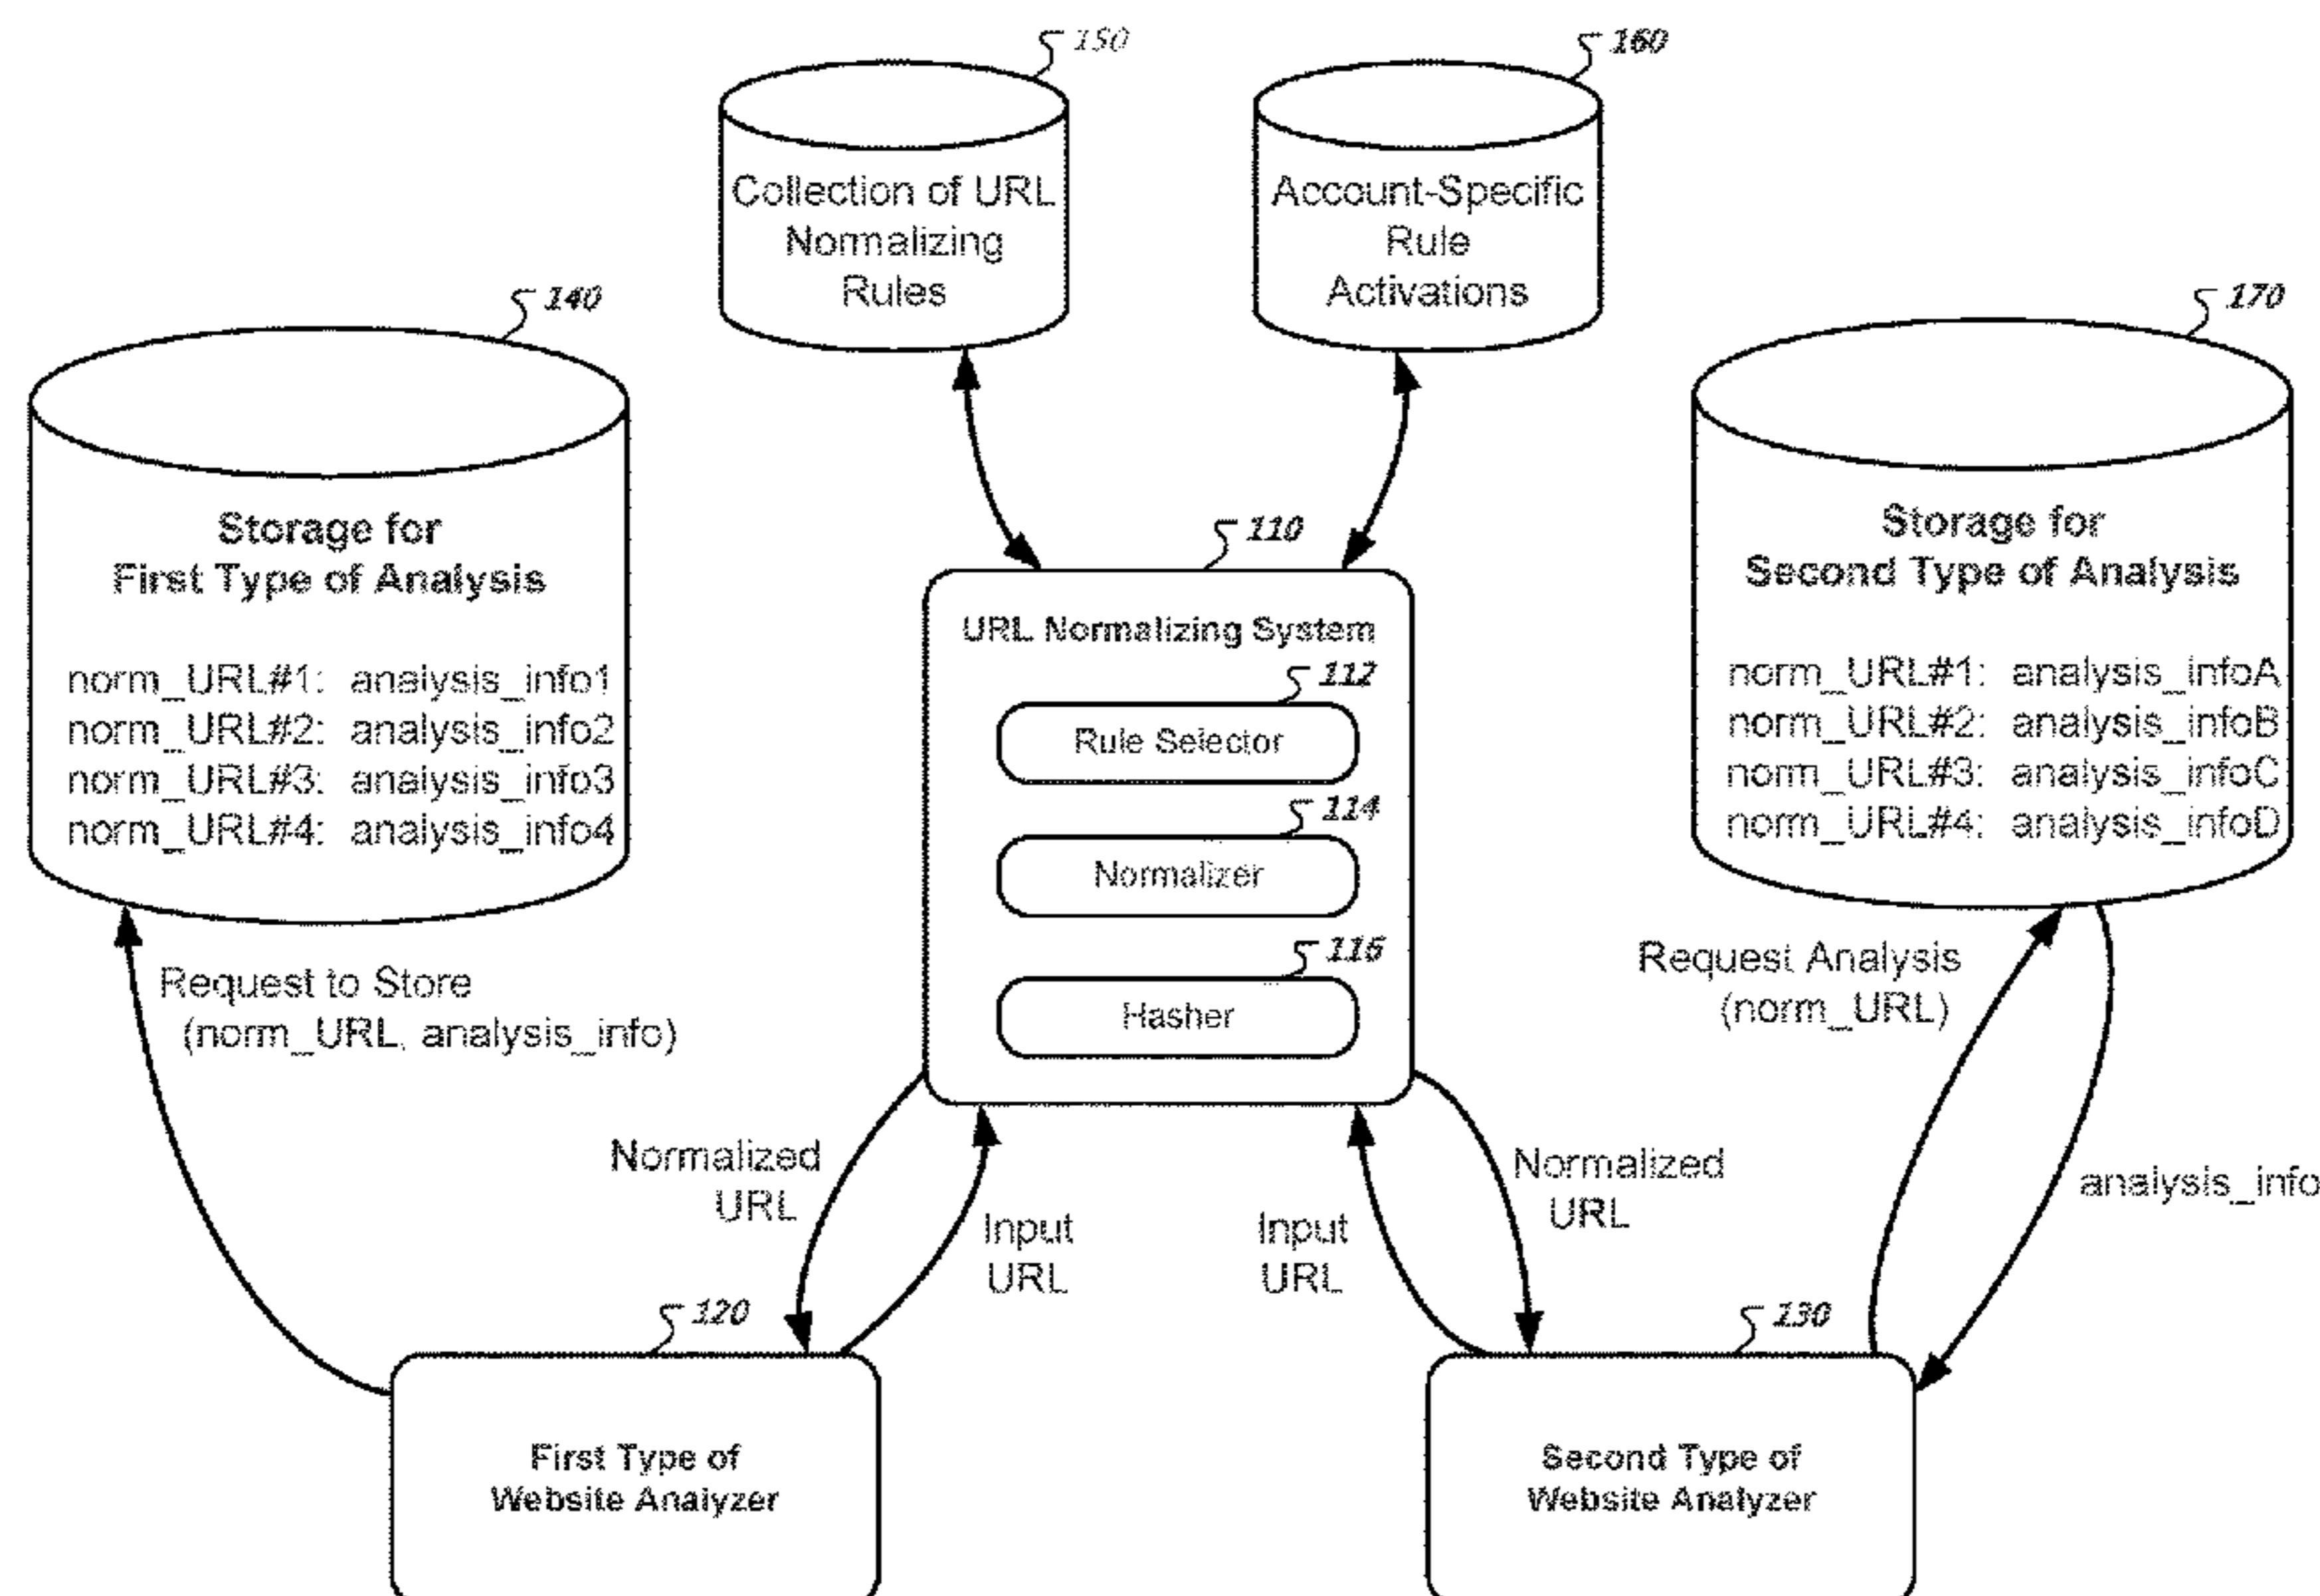 150
160
Collection of URL
Normalizing
Rules
Account-Specific
Rule
Activations
140
170
Storage for
First Type of Analysis
norm_URL#1: analysis_info1
norm_URL#2: analysis_info2
norm_URL#3: analysis_info3
norm_URL#4: analysis_info4
110
URL Normalizing System
112
Rule Selector
114
Normalizer
116
Hasher
Storage for
Second Type of Analysis
norm_URL#1: analysis_infoA
norm_URL#2: analysis_infoB
norm_URL#3: analysis_infoC
norm_URL#4: analysis_infoD
Request to Store
(norm_URL, analysis_info)
Request Analysis
(norm_URL)
Normalized
URL
Input
URL
Input
URL
Normalized
URL
analysis_info
120
First Type of
Website Analyzer
130
Second Type of
Website Analyzer